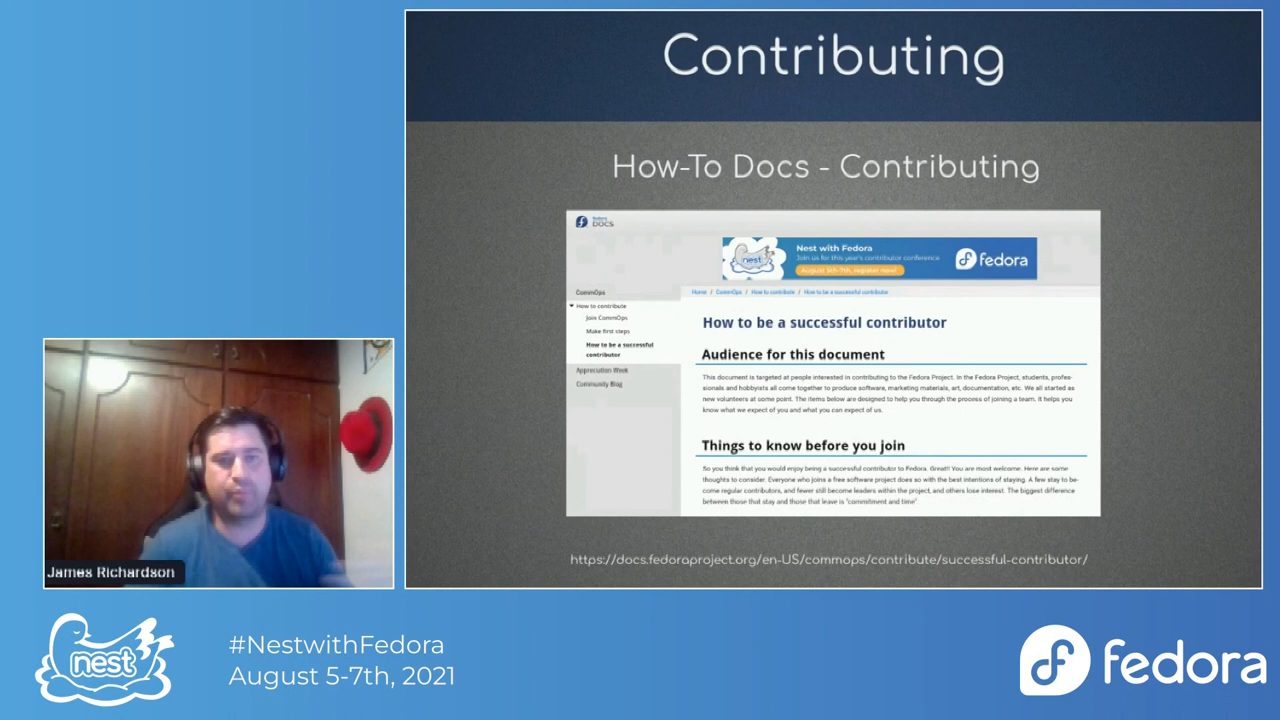 Contributing
How-To Docs - Contributing
fedora
DOCS
nest
Nest with Fedora
Join us for this year's contributor conference
August 5th-7th, register now!
fedora
CommOps
How to contribute
Join CommOps
Make first steps
How to be a successful
contributor
Appreciation Week
Community Blog
Home / CommOps / How to contribute / How to be a successful contributor
How to be a successful contributor
Audience for this document
This document is targeted at people interested in contributing to the Fedora Project. In the Fedora Project, students, profes-
sionals and hobbyists all come together to produce software, marketing materials, art, documentation, etc. We all started as
new volunteers at some point. The items below are designed to help you through the process of joining a team. It helps you
know what we expect of you and what you can expect of us.
Things to know before you join
So you think that you would enjoy being a successful contributor to Fedora. Great!! You are most welcome. Here are some
thoughts to consider. Everyone who joins a free software project does so with the best intentions of staying. A few stay to be-
come regular contributors, and fewer still become leaders within the project, and others lose interest. The biggest difference
between those that stay and those that leave is "commitment and time"
https://docs.fedoraproject.org/en-US/commops/contribute/successful-contributor/
James Richardson
nest
#NestwithFedora
August 5-7th, 2021
fedora